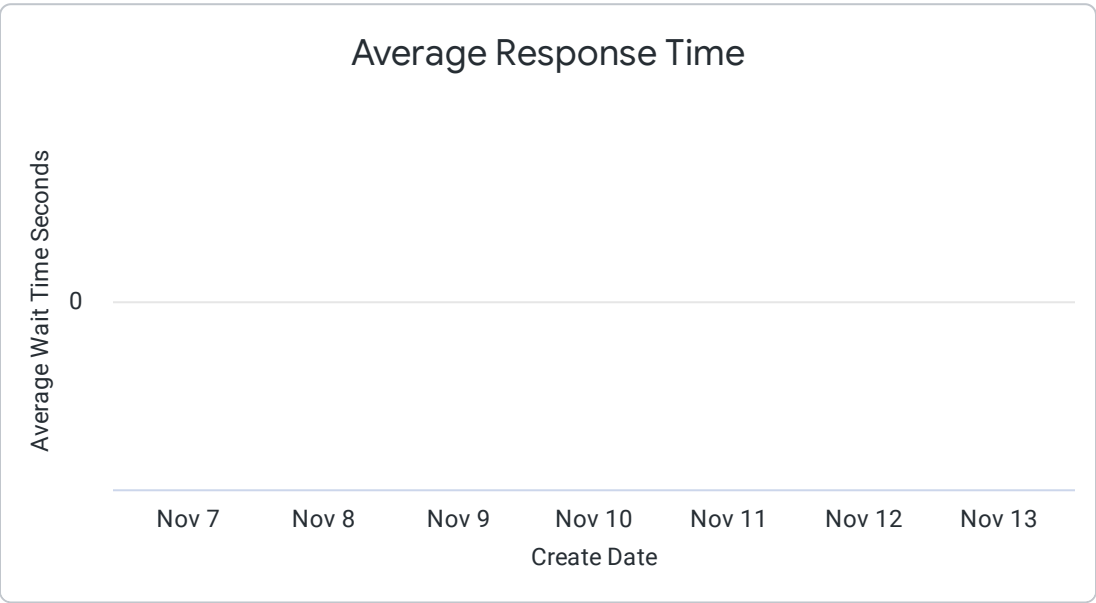 Average Response Time
Average Wait Time Seconds
0
Nov 7 Nov 8 Nov 9 Nov 10 Nov 11 Nov 12 Nov 13
Create Date